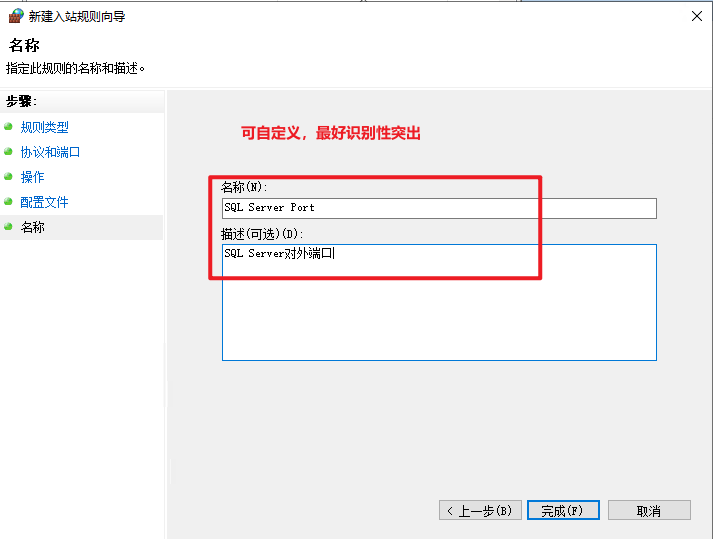 新建入站规则向导
名称
指定此规则的名称和描述。
步骤:
规则类型
协议和端口
操作
配置文件
名称
可自定义，最好识别性突出
名称(N):
SQL Server Port
描述(可选)(D):
SQL Server对外端口
< 上一步(B)
完成(F)
取消